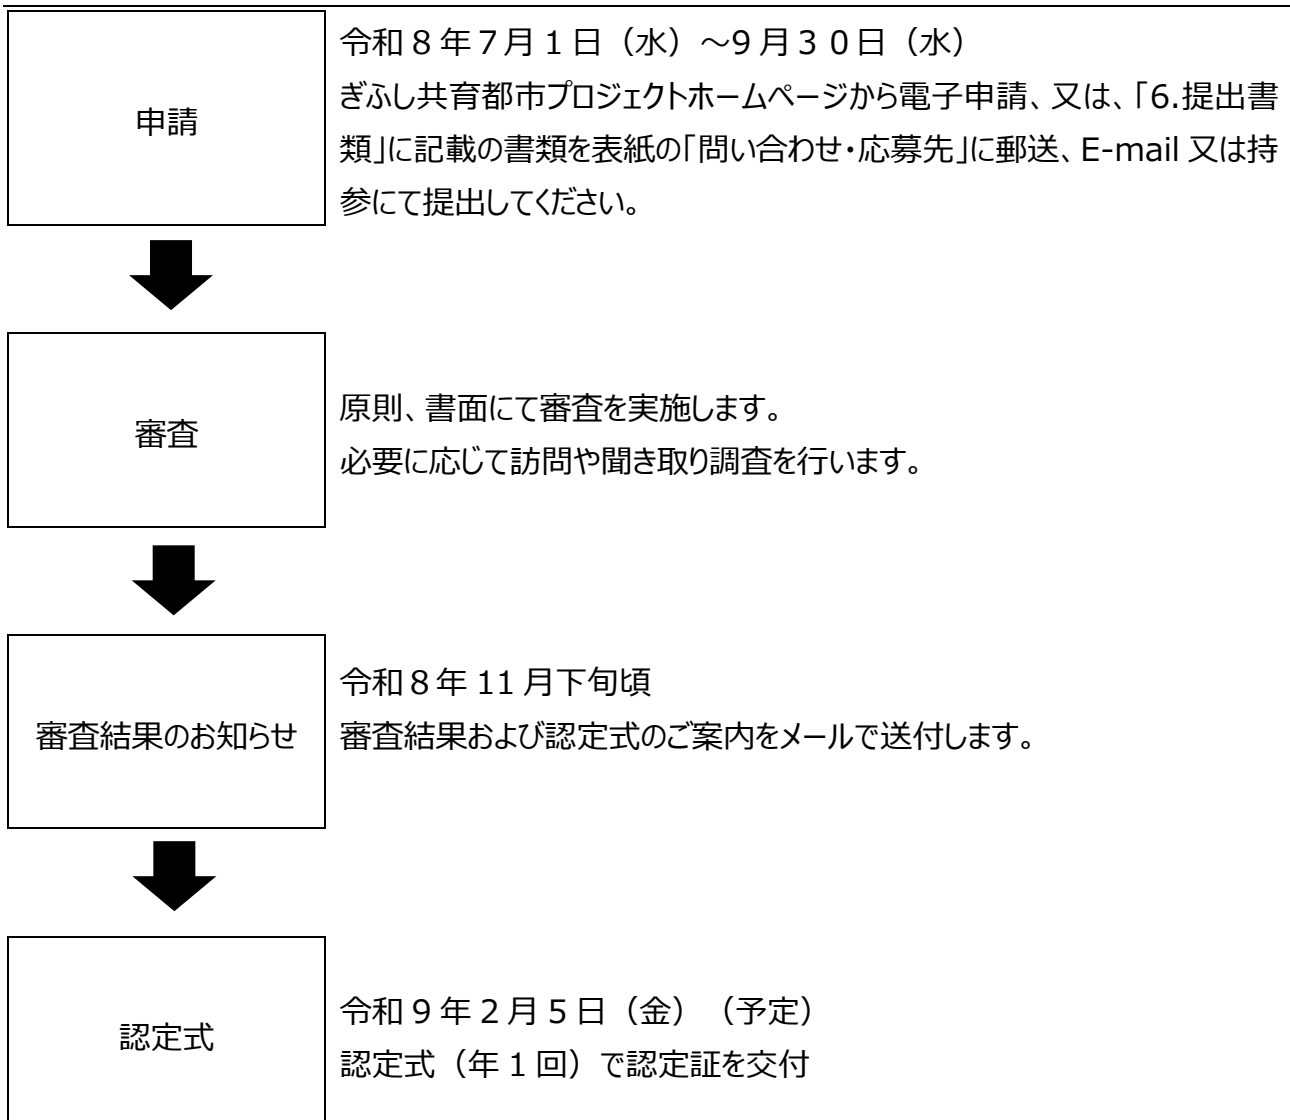 申請
令和８年７月１日（水）～9月３０日（水）
ぎふし共育都市プロジェクトホームページから電子申請、又は、「6.提出書
類」に記載の書類を表紙の「問い合わせ・応募先」に郵送、E-mail 又は持
参にて提出してください。
審査
原則、書面にて審査を実施します。
必要に応じて訪問や聞き取り調査を行います。
審査結果のお知らせ
令和８年 11 月下旬頃
審査結果および認定式のご案内をメールで送付します。
認定式
令和９年２月５日（金）（予定）
認定式（年１回）で認定証を交付